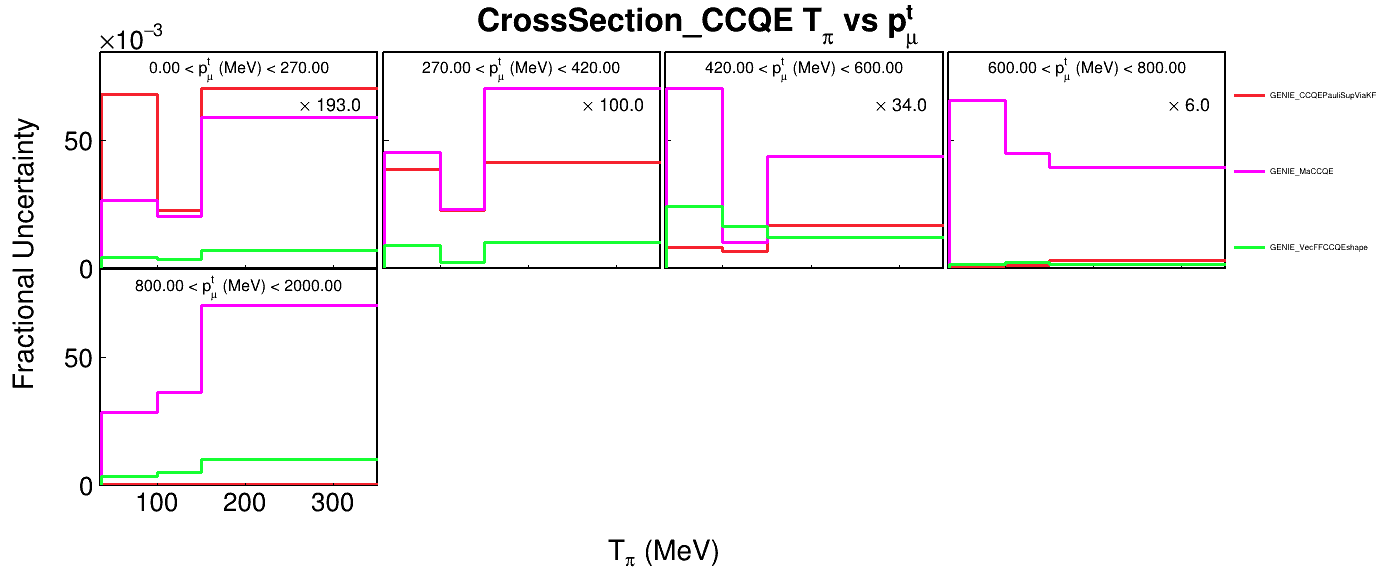 CrossSection_CCQE T_π vs p_μ^t
×10⁻³
0.00 < p_μ^t (MeV) < 270.00
× 193.0
270.00 < p_μ^t (MeV) < 420.00
× 100.0
420.00 < p_μ^t (MeV) < 600.00
× 34.0
600.00 < p_μ^t (MeV) < 800.00
× 6.0
GENIE_CCQEPauliSupViaKF
GENIE_MaCCQE
GENIE_VecFFCCQEshape
50
0
800.00 < p_μ^t (MeV) < 2000.00
50
0
100 200 300
Fractional Uncertainty
T_π (MeV)